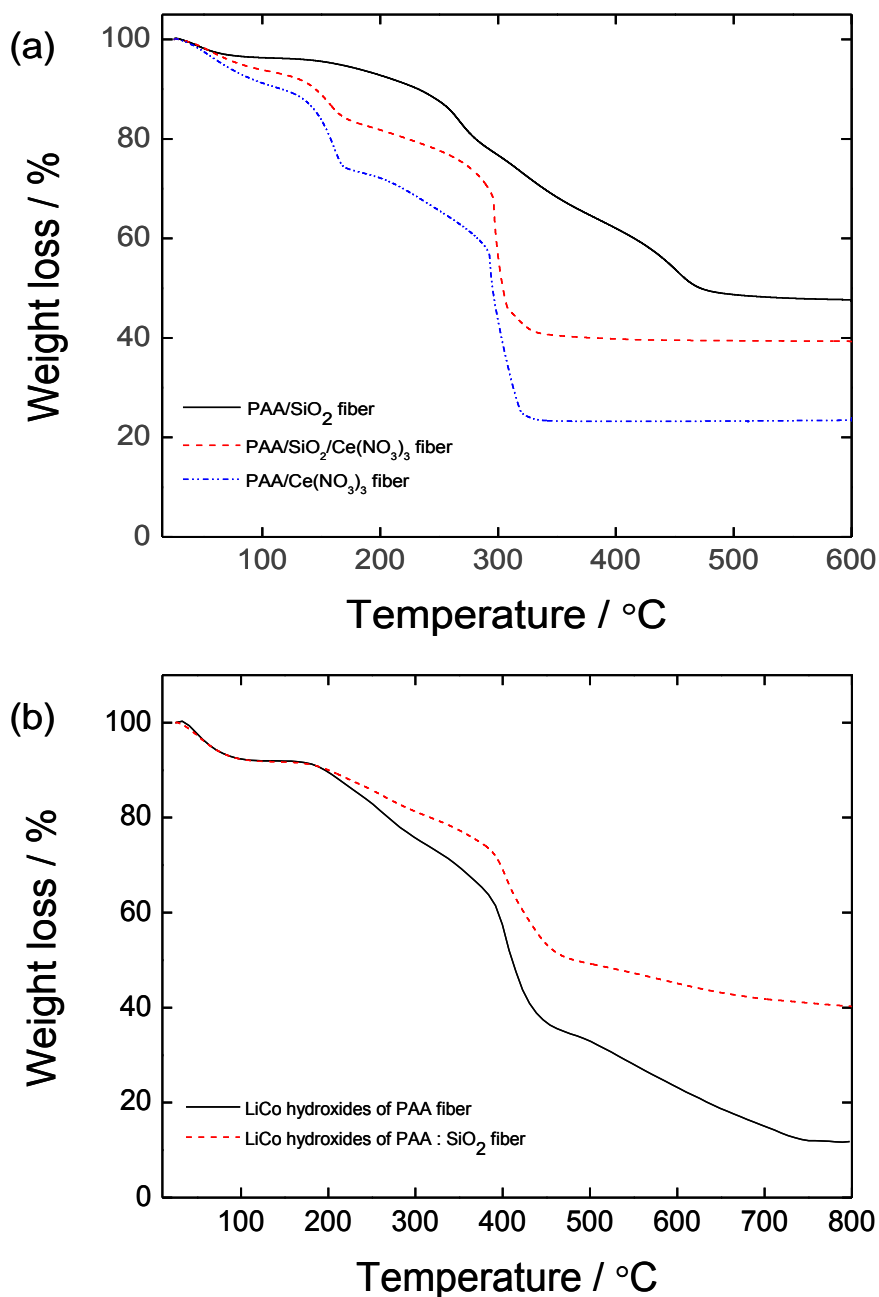 (a)
Weight loss / %
100
80
60
40
20
0
PAA/SiO2 fiber
PAA/SiO2/Ce(NO3)3 fiber
PAA/Ce(NO3)3 fiber
100 200 300 400 500 600
Temperature / °C
(b)
Weight loss / %
100
80
60
40
20
0
LiCo hydroxides of PAA fiber
LiCo hydroxides of PAA : SiO2 fiber
100 200 300 400 500 600 700 800
Temperature / °C